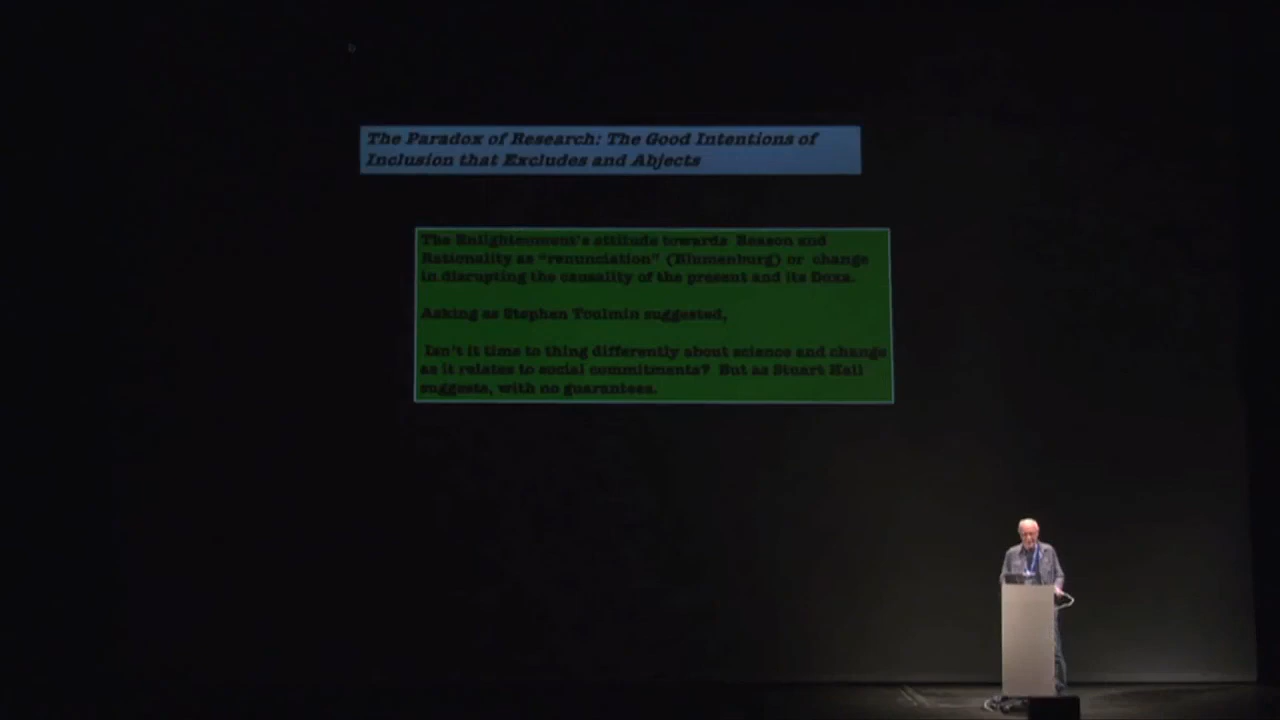 The Paradox of Research: The Good Intentions of
Inclusion that Excludes and Abjects
The Enlightenment's attitude towards Reason and
Rationality as "renunciation" (Blumenburg) or change
in disrupting the causality of the present and its Doxa.
Asking as Stephen Toulmin suggested,
Isn't it time to thing differently about science and change
as it relates to social commitments? But as Stuart Hall
suggests, with no guarantees.